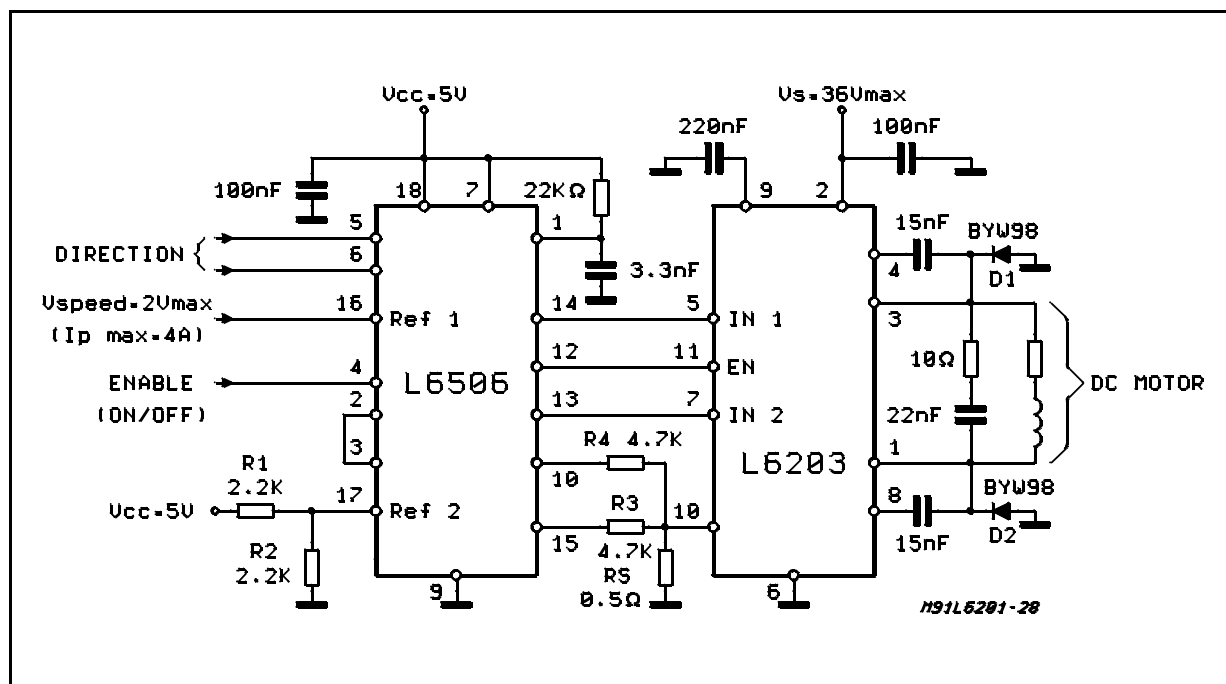 Vcc=5V
Vs=36Vmax
220nF
100nF
100nF
18
7
22KΩ
9
2
5
1
15nF
BYW98
DIRECTION {
6
3.3nF
4
D1
Vspeed=2Vmax
16
Ref 1
14
5
IN 1
3
(Ip max=4A)
12
11
EN
10Ω
ENABLE
4
L6506
DC MOTOR
(ON/OFF)
2
13
7
IN 2
22nF
3
R4 4.7K
L6203
1
R1
10
2.2K
17
R3
8
BYW98
Vcc=5V
Ref 2
10
15
4.7K
15nF
D2
R2
2.2K
RS
9
0.5Ω
6
M91L6201-28